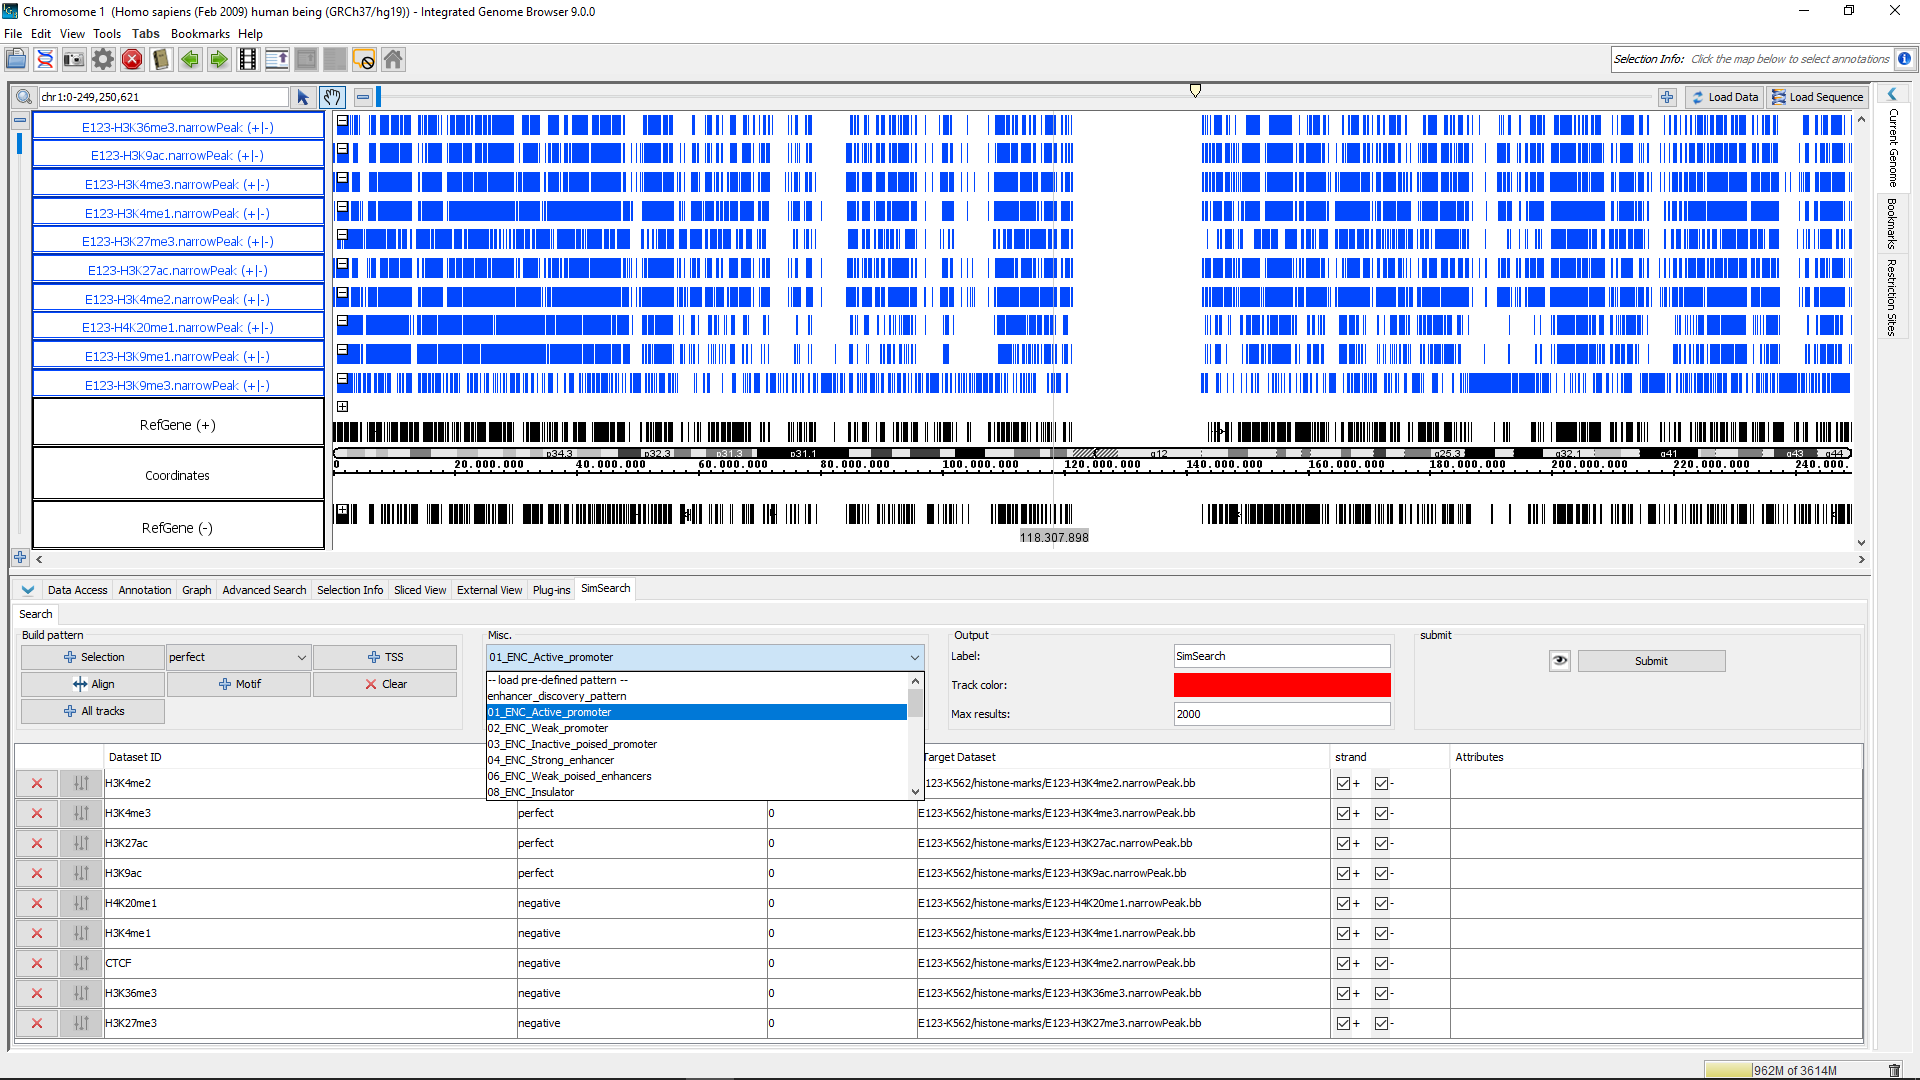 Chromosome 1 (Homo sapiens (Feb 2009) human being (GRCh37/hg19)) - Integrated Genome Browser 9.0.0
File Edit View Tools Tabs Bookmarks Help
Selection Info: Click the map below to select annotations
chr1:0-249,250,621
Load Data
Load Sequence
E123-H3K36me3.narrowPeak (+|-)
E123-H3K9ac.narrowPeak (+|-)
E123-H3K4me3.narrowPeak (+|-)
E123-H3K4me1.narrowPeak (+|-)
E123-H3K27me3.narrowPeak (+|-)
E123-H3K27ac.narrowPeak (+|-)
E123-H3K4me2.narrowPeak (+|-)
E123-H4K20me1.narrowPeak (+|-)
E123-H3K9me1.narrowPeak (+|-)
E123-H3K9me3.narrowPeak (+|-)
RefGene (+)
Coordinates
RefGene (-)
p34.3 p32.3 p31.3 p31.1 q12 q25.3 q32.1 q41 q43 q44
0 20.000.000 40.000.000 60.000.000 80.000.000 100.000.000 120.000.000 140.000.000 160.000.000 180.000.000 200.000.000 220.000.000 240.000.
118.307.898
Current Genome
Bookmarks
Restriction Sites
Data Access Annotation Graph Advanced Search Selection Info Sliced View External View Plug-ins SimSearch
Search
Build pattern
Selection
perfect
TSS
Align
Motif
Clear
All tracks
Misc.
01_ENC_Active_promoter
-- load pre-defined pattern --
enhancer_discovery_pattern
01_ENC_Active_promoter
02_ENC_Weak_promoter
03_ENC_Inactive_poised_promoter
04_ENC_Strong_enhancer
06_ENC_Weak_poised_enhancers
08_ENC_Insulator
Output
Label: SimSearch
Track color:
Max results: 2000
submit
Submit
Dataset ID Target Dataset strand Attributes
H3K4me2 E123-K562/histone-marks/E123-H3K4me2.narrowPeak.bb + -
H3K4me3 perfect 0 E123-K562/histone-marks/E123-H3K4me3.narrowPeak.bb + -
H3K27ac perfect 0 E123-K562/histone-marks/E123-H3K27ac.narrowPeak.bb + -
H3K9ac perfect 0 E123-K562/histone-marks/E123-H3K9ac.narrowPeak.bb + -
H4K20me1 negative 0 E123-K562/histone-marks/E123-H4K20me1.narrowPeak.bb + -
H3K4me1 negative 0 E123-K562/histone-marks/E123-H3K4me1.narrowPeak.bb + -
CTCF negative 0 E123-K562/histone-marks/E123-H3K4me2.narrowPeak.bb + -
H3K36me3 negative 0 E123-K562/histone-marks/E123-H3K36me3.narrowPeak.bb + -
H3K27me3 negative 0 E123-K562/histone-marks/E123-H3K27me3.narrowPeak.bb + -
962M of 3614M